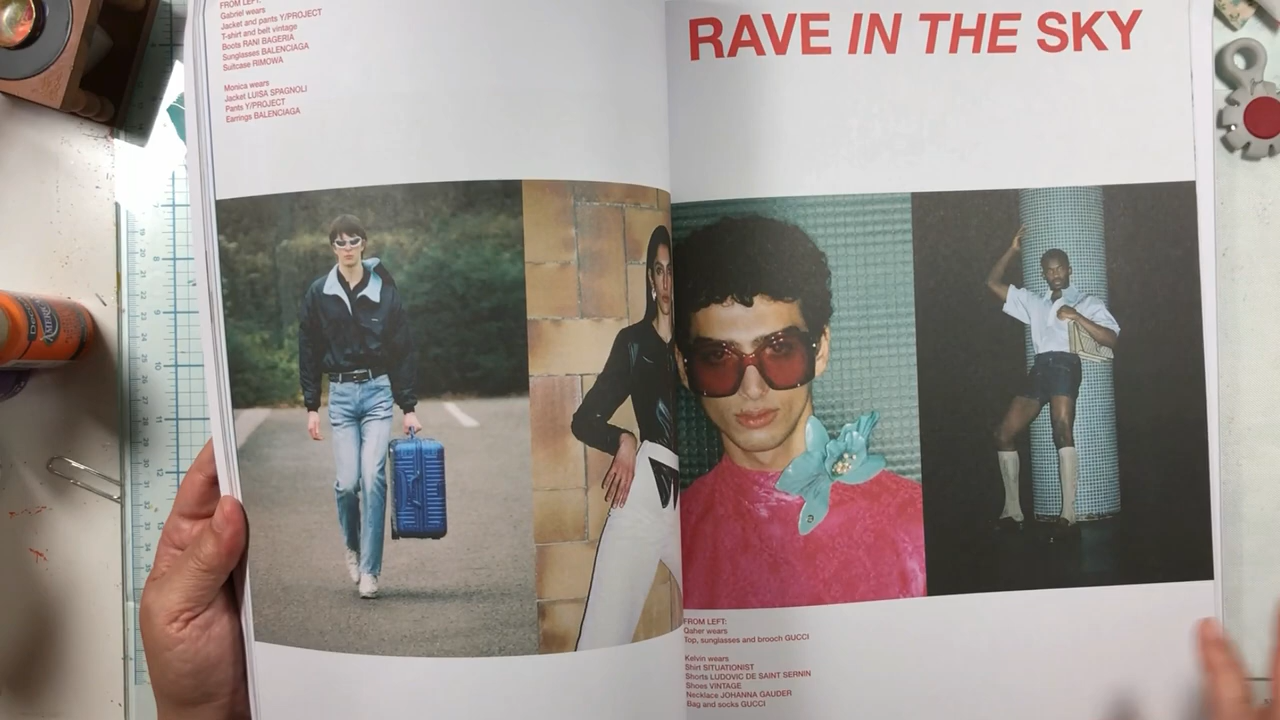 FROM LEFT:
Gabriel wears
Jacket and pants Y/PROJECT
T-shirt and belt vintage
Boots RANI BAGERIA
Sunglasses BALENCIAGA
Suitcase RIMOWA
Monica wears
Jacket LUISA SPAGNOLI
Pants Y/PROJECT
Earrings BALENCIAGA
RAVE IN THE SKY
FROM LEFT:
Qaher wears
Top, sunglasses and brooch GUCCI
Kelvin wears
Shirt SITUATIONIST
Shorts LUDOVIC DE SAINT SERNIN
Shoes VINTAGE
Necklace JOHANNA GAUDER
Bag and socks GUCCI